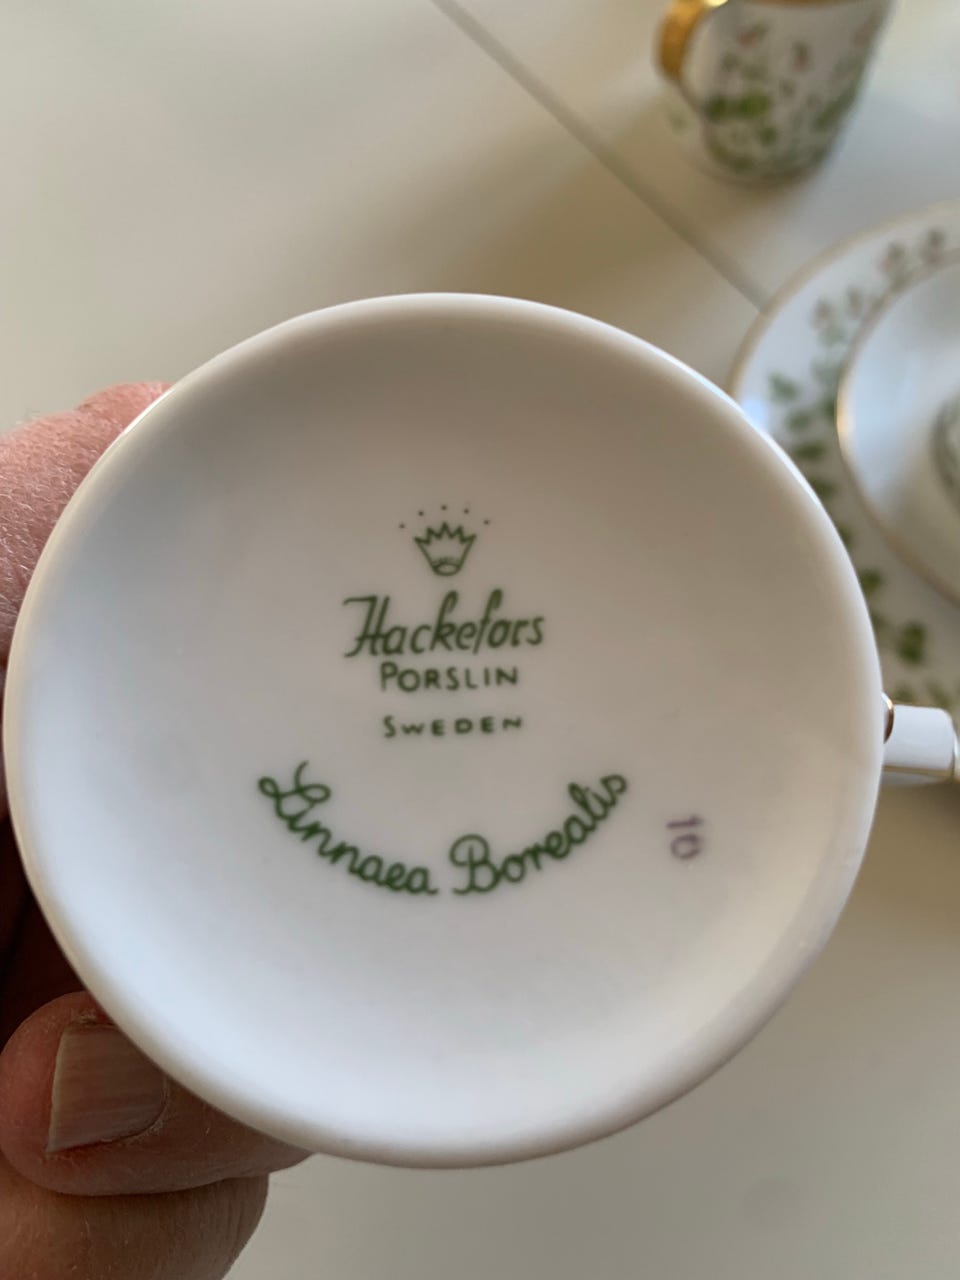 Hackefors
PORSLIN
SWEDEN
Linnaea Borealis
10